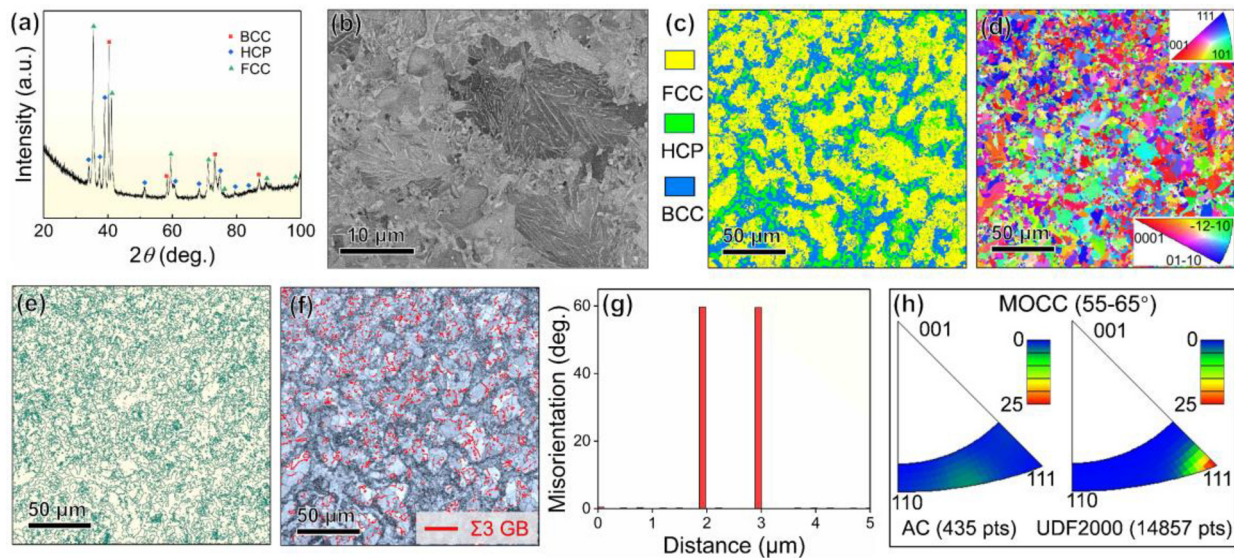 (a)
BCC
HCP
FCC
Intensity (a.u.)
20 40 60 80 100
2θ (deg.)
(b)
10 μm
(c)
FCC
HCP
BCC
50 μm
(d)
111
001
101
50 μm
0001
-12-10
01-10
(e)
50 μm
(f)
50 μm
Σ3 GB
(g)
Misorientation (deg.)
60
40
20
0
0 1 2 3 4 5
Distance (μm)
(h)
MOCC (55-65°)
001
0
25
111
110
AC (435 pts)
001
0
25
111
110
UDF2000 (14857 pts)